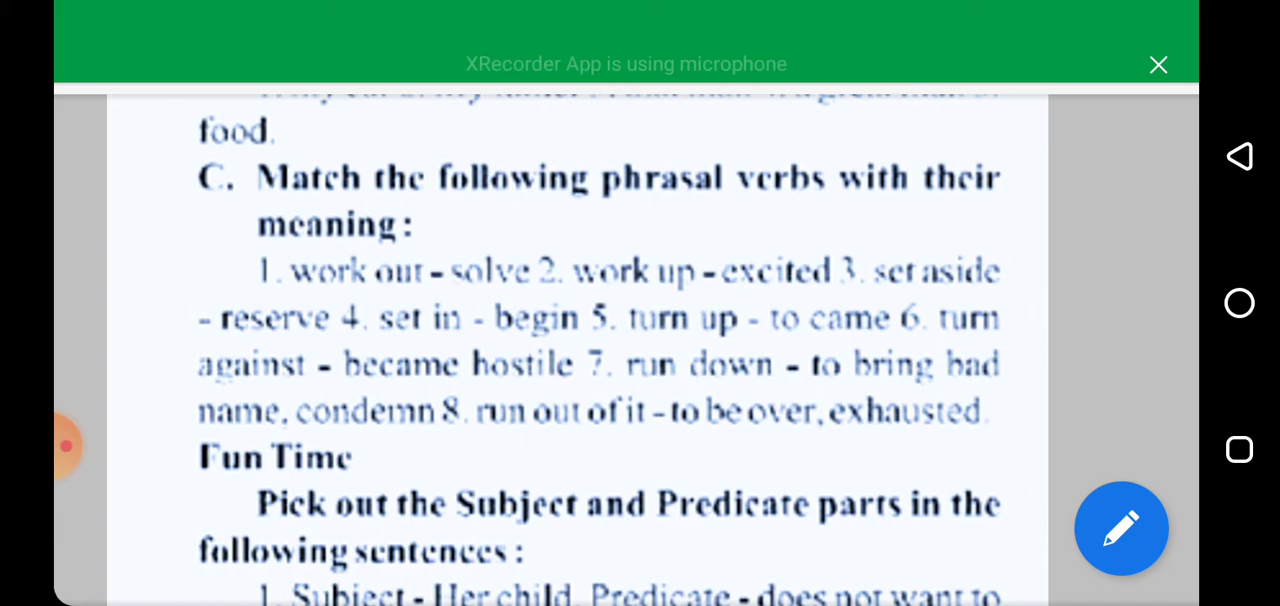 XRecorder App is using microphone
food.
C. Match the following phrasal verbs with their
meaning :
1. work out - solve 2. work up - excited 3. set aside
- reserve 4. set in - begin 5. turn up - to came 6. turn
against - became hostile 7. run down - to bring bad
name, condemn 8. run out of it - to be over, exhausted.
Fun Time
Pick out the Subject and Predicate parts in the
following sentences :
1. Subject - Her child, Predicate - does not want to